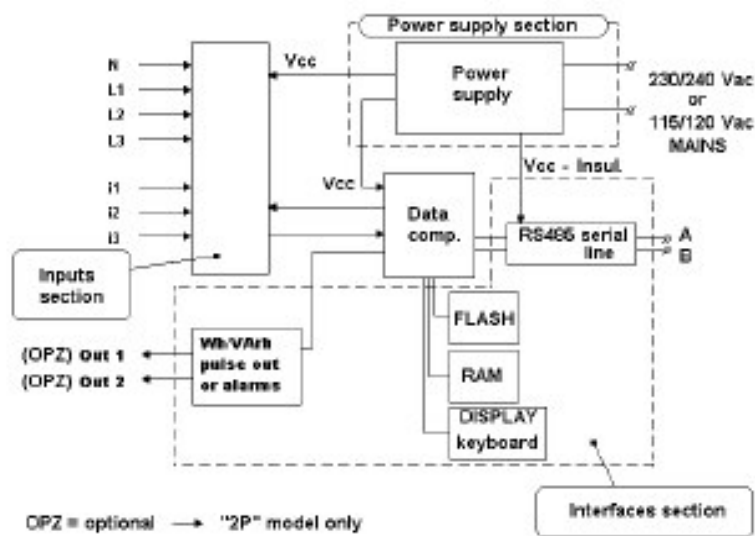 Power supply section
N
L1
L2
L3
i1
i2
i3
Vcc
Power
supply
230/240 Vac
or
115/120 Vac
MAINS
Vcc
Vcc - Insul.
Data
comp.
RS485 serial
line
A
B
Inputs
section
FLASH
(OPZ) Out 1
(OPZ) Out 2
Wh/VArh
pulse out
or alarms
RAM
DISPLAY
keyboard
Interfaces section
OPZ = optional → "2P" model only